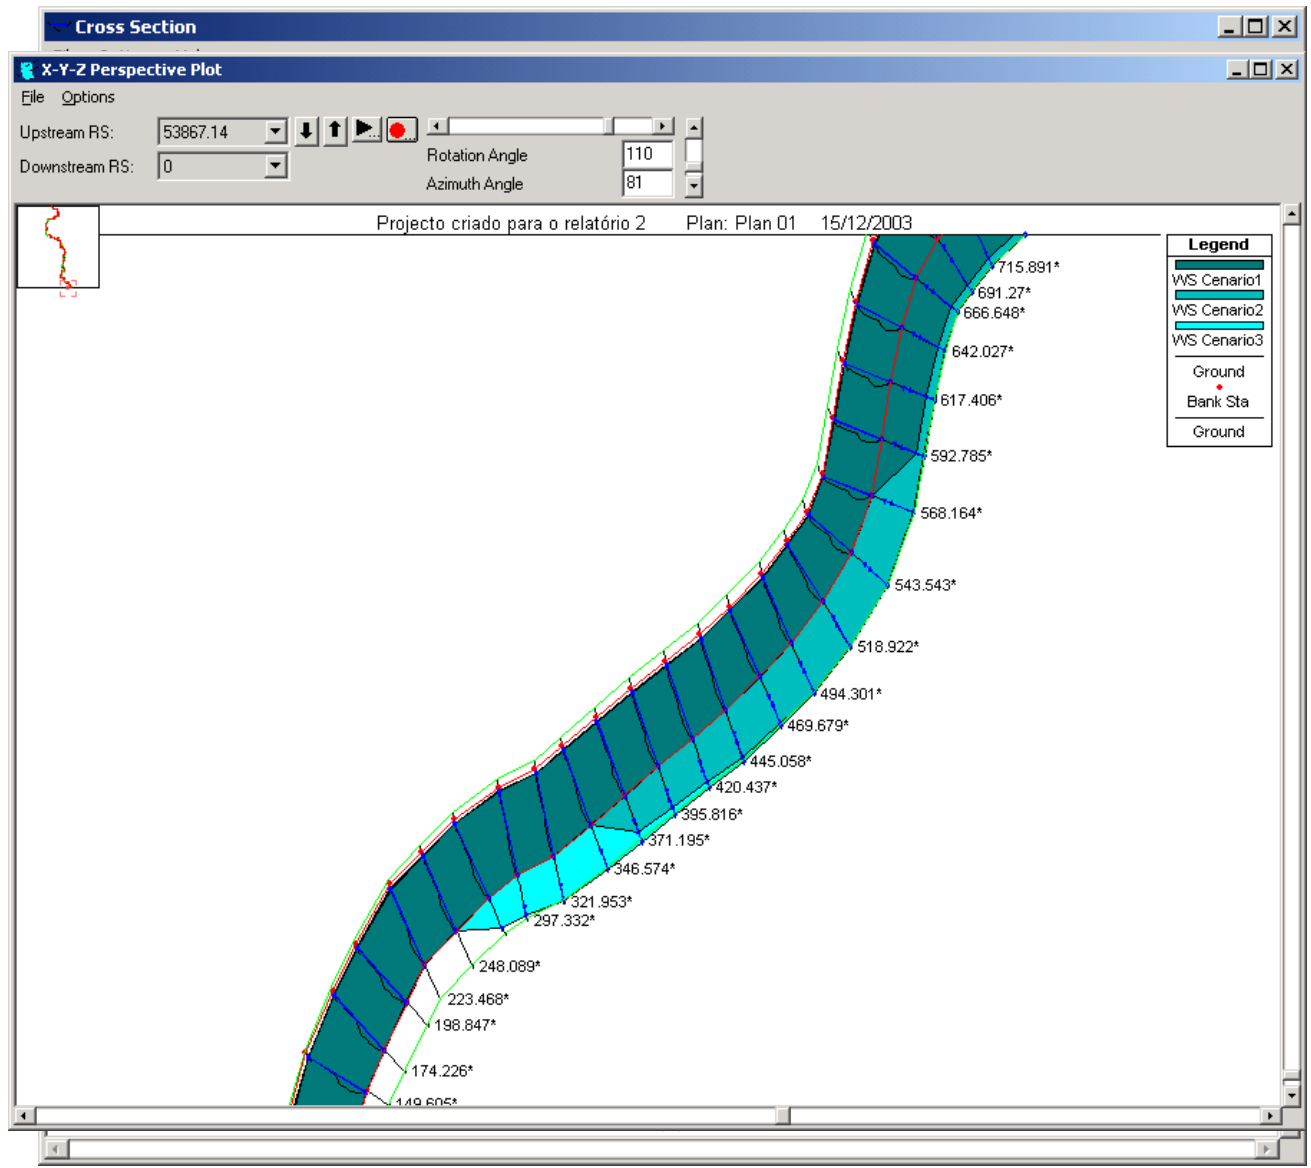 Cross Section
X-Y-Z Perspective Plot
File Options
Upstream RS: 53867.14
Downstream RS: 0
Rotation Angle 110
Azimuth Angle 81
Projecto criado para o relatório 2 Plan: Plan 01 15/12/2003
Legend
WS Cenario1
WS Cenario2
WS Cenario3
Ground
Bank Sta
Ground
715.891*
691.27*
666.648*
642.027*
617.406*
592.785*
568.164*
543.543*
518.922*
494.301*
469.679*
445.058*
420.437*
395.816*
371.195*
346.574*
321.953*
297.332*
248.089*
223.468*
198.847*
174.226*
149.605*